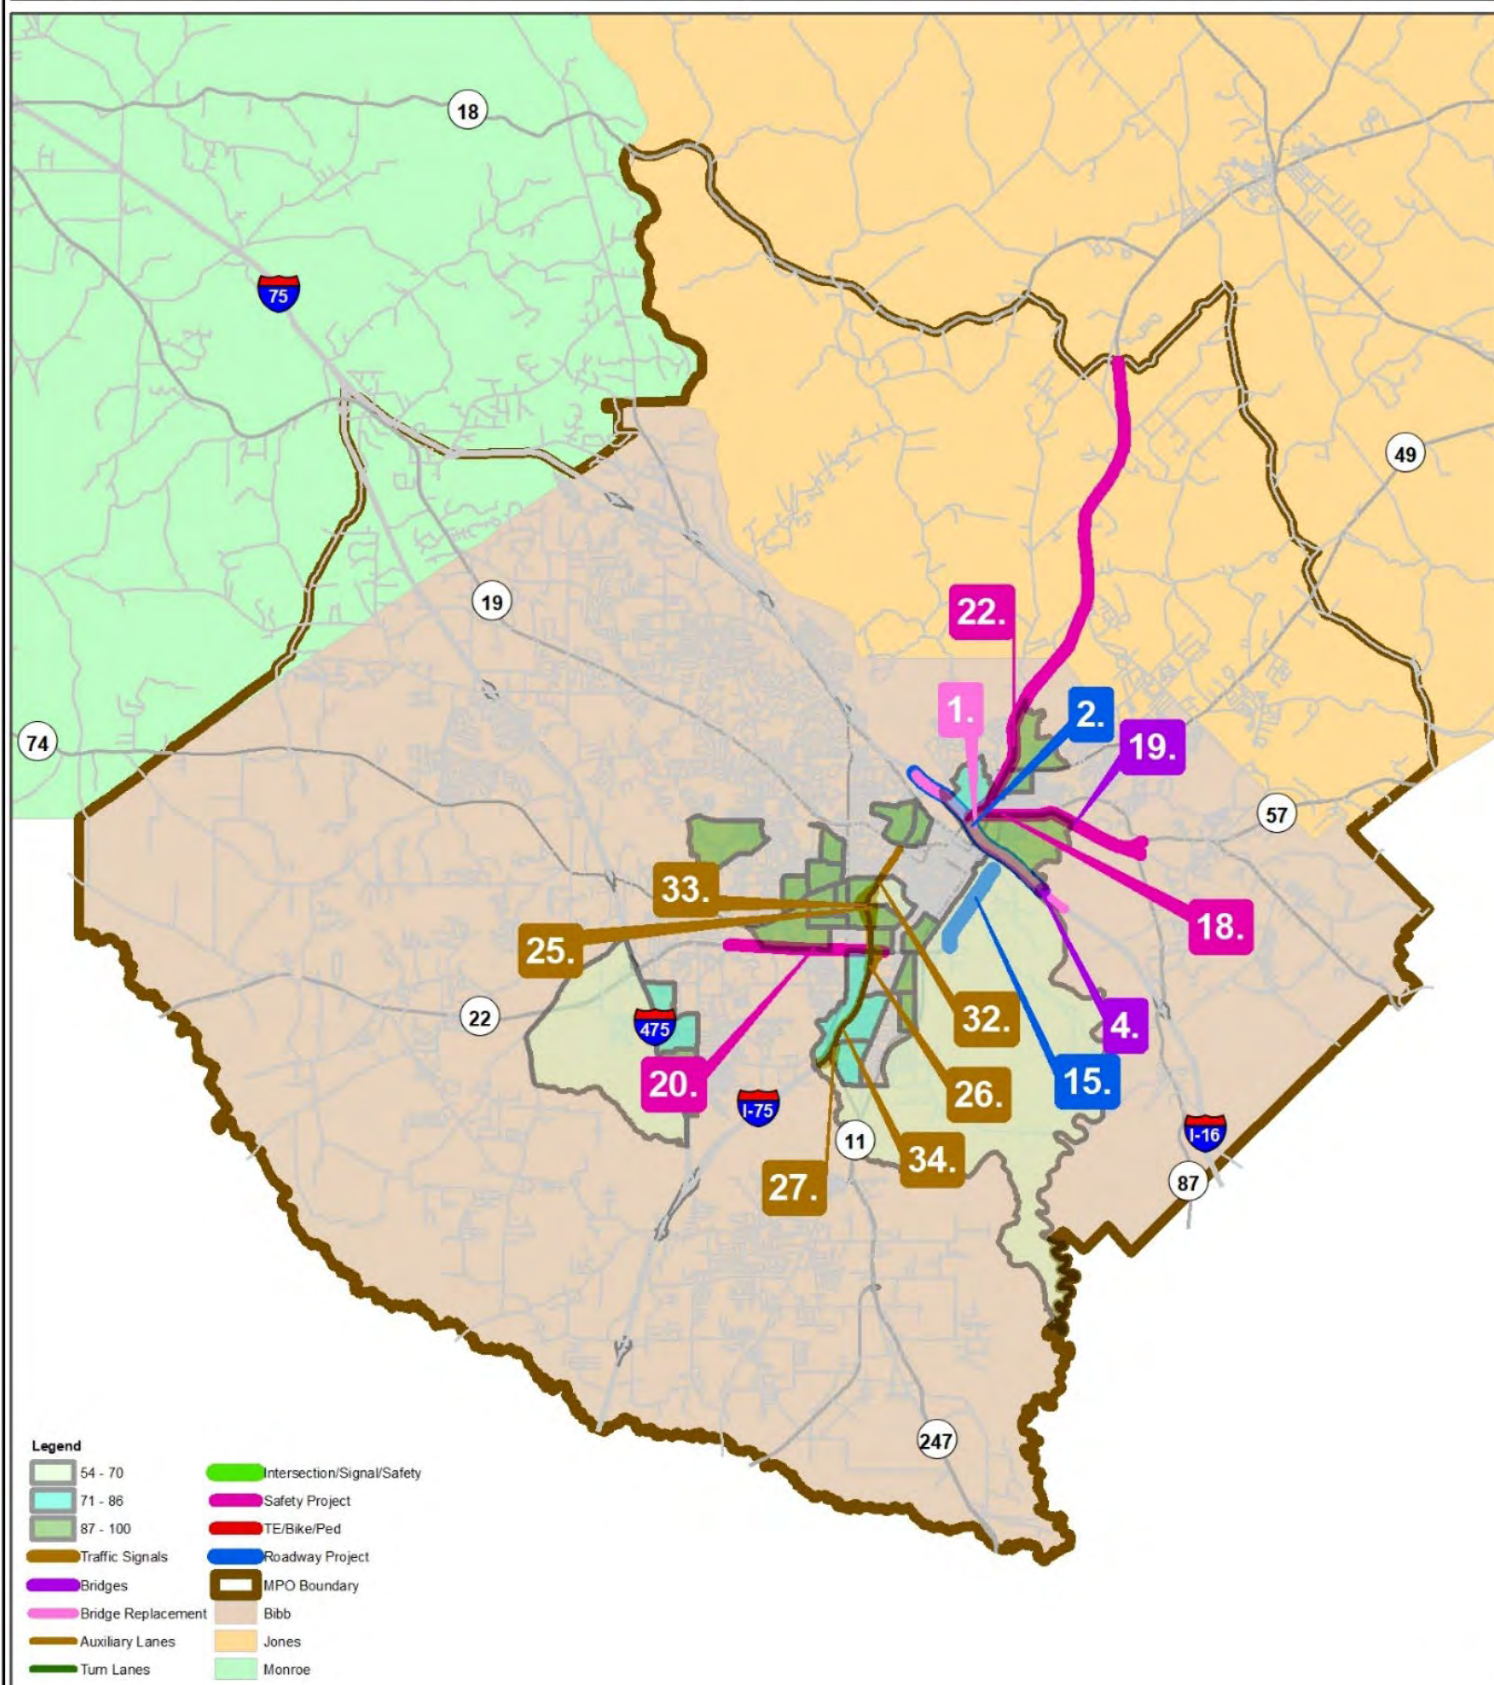 18
75
49
22.
19
1.
2.
19.
74
57
33.
25.
18.
22
475
32.
4.
20.
I-75
26.
15.
11
34.
I-16
27.
87
247
Legend
54 - 70
71 - 86
87 - 100
Traffic Signals
Bridges
Bridge Replacement
Auxiliary Lanes
Turn Lanes
Intersection/Signal/Safety
Safety Project
TE/Bike/Ped
Roadway Project
MPO Boundary
Bibb
Jones
Monroe